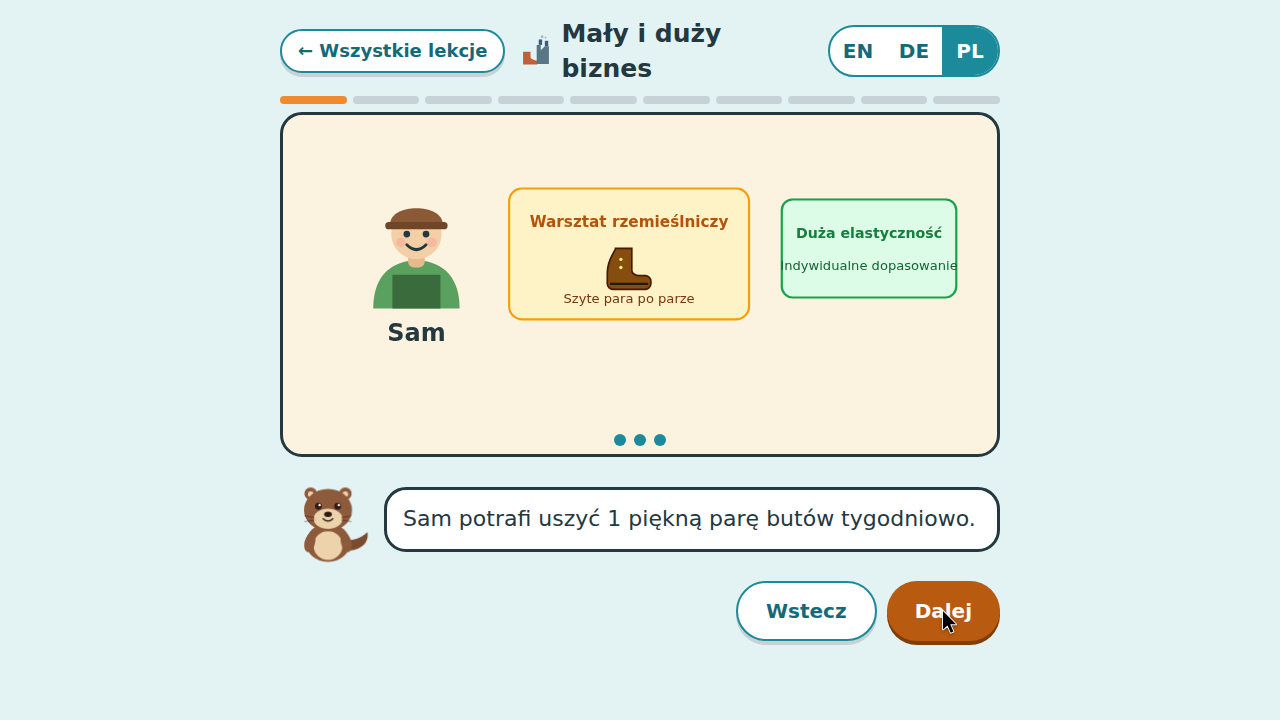 ← Wszystkie lekcje
Mały i duży
biznes
EN DE PL
Warsztat rzemieślniczy
Szyte para po parze
Duża elastyczność
Indywidualne dopasowanie
Sam
Sam potrafi uszyć 1 piękną parę butów tygodniowo.
Wstecz
Dalej